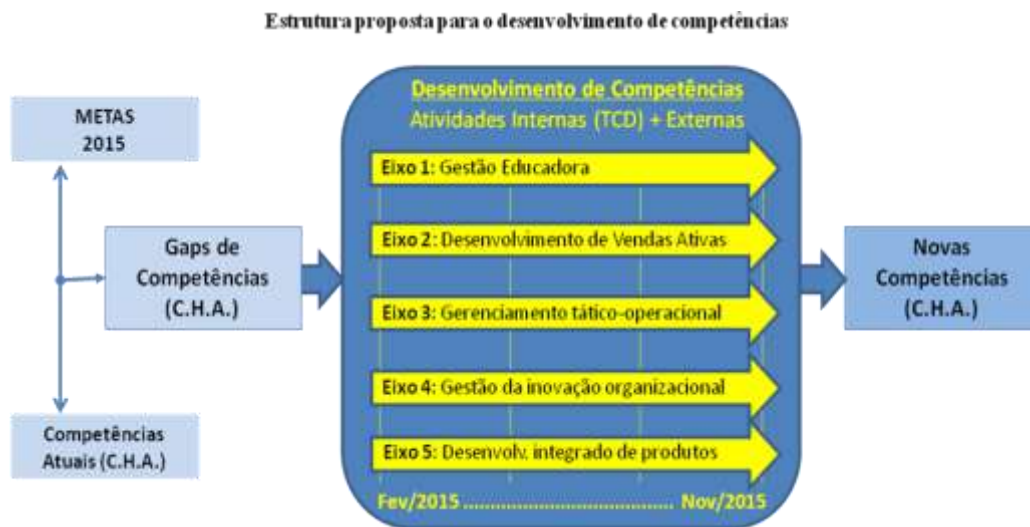 Estrutura proposta para o desenvolvimento de competências
METAS
2015
Gaps de
Competências
(C.H.A.)
Competências
Atuais (C.H.A.)
Desenvolvimento de Competências
Atividades Internas (TCD) + Externas
Eixo 1: Gestão Educadora
Eixo 2: Desenvolvimento de Vendas Ativas
Eixo 3: Gerenciamento tático-operacional
Eixo 4: Gestão da inovação organizacional
Eixo 5: Desenvolv. integrado de produtos
Fev/2015 ........................................ Nov/2015
Novas
Competências
(C.H.A.)